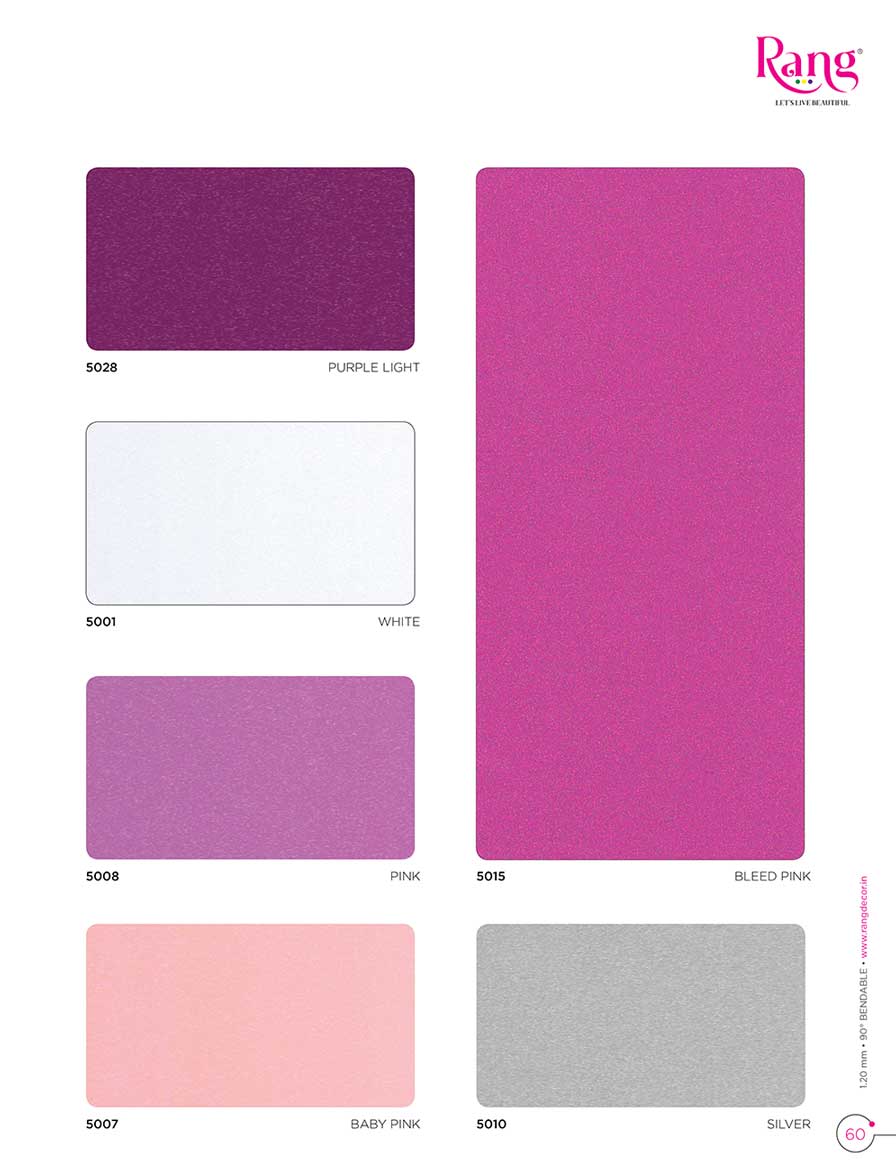 Rang®
LET'S LIVE BEAUTIFUL
5028 PURPLE LIGHT
5001 WHITE
5008 PINK
5015 BLEED PINK
5007 BABY PINK
5010 SILVER
1.20 mm • 90° BENDABLE • www.rangdecor.in
60